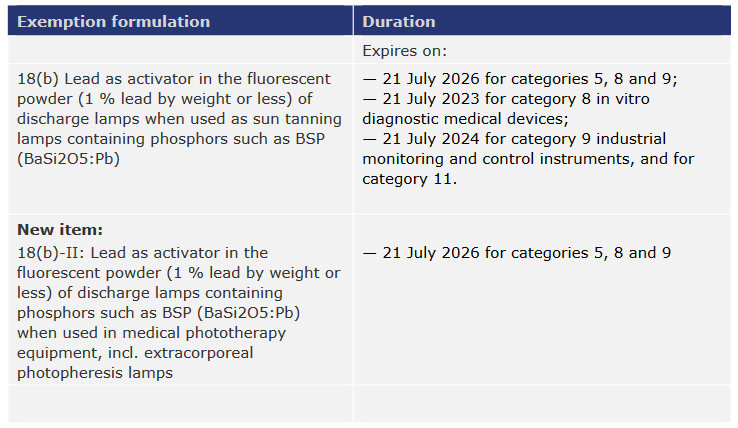 Exemption formulation
Duration
Expires on:
18(b) Lead as activator in the fluorescent
powder (1 % lead by weight or less) of
discharge lamps when used as sun tanning
lamps containing phosphors such as BSP
(BaSi2O5:Pb)
— 21 July 2026 for categories 5, 8 and 9;
— 21 July 2023 for category 8 in vitro
diagnostic medical devices;
— 21 July 2024 for category 9 industrial
monitoring and control instruments, and for
category 11.
New item:
18(b)-II: Lead as activator in the
fluorescent powder (1 % lead by weight or
less) of discharge lamps containing
phosphors such as BSP (BaSi2O5:Pb)
when used in medical phototherapy
equipment, incl. extracorporeal
photopheresis lamps
— 21 July 2026 for categories 5, 8 and 9